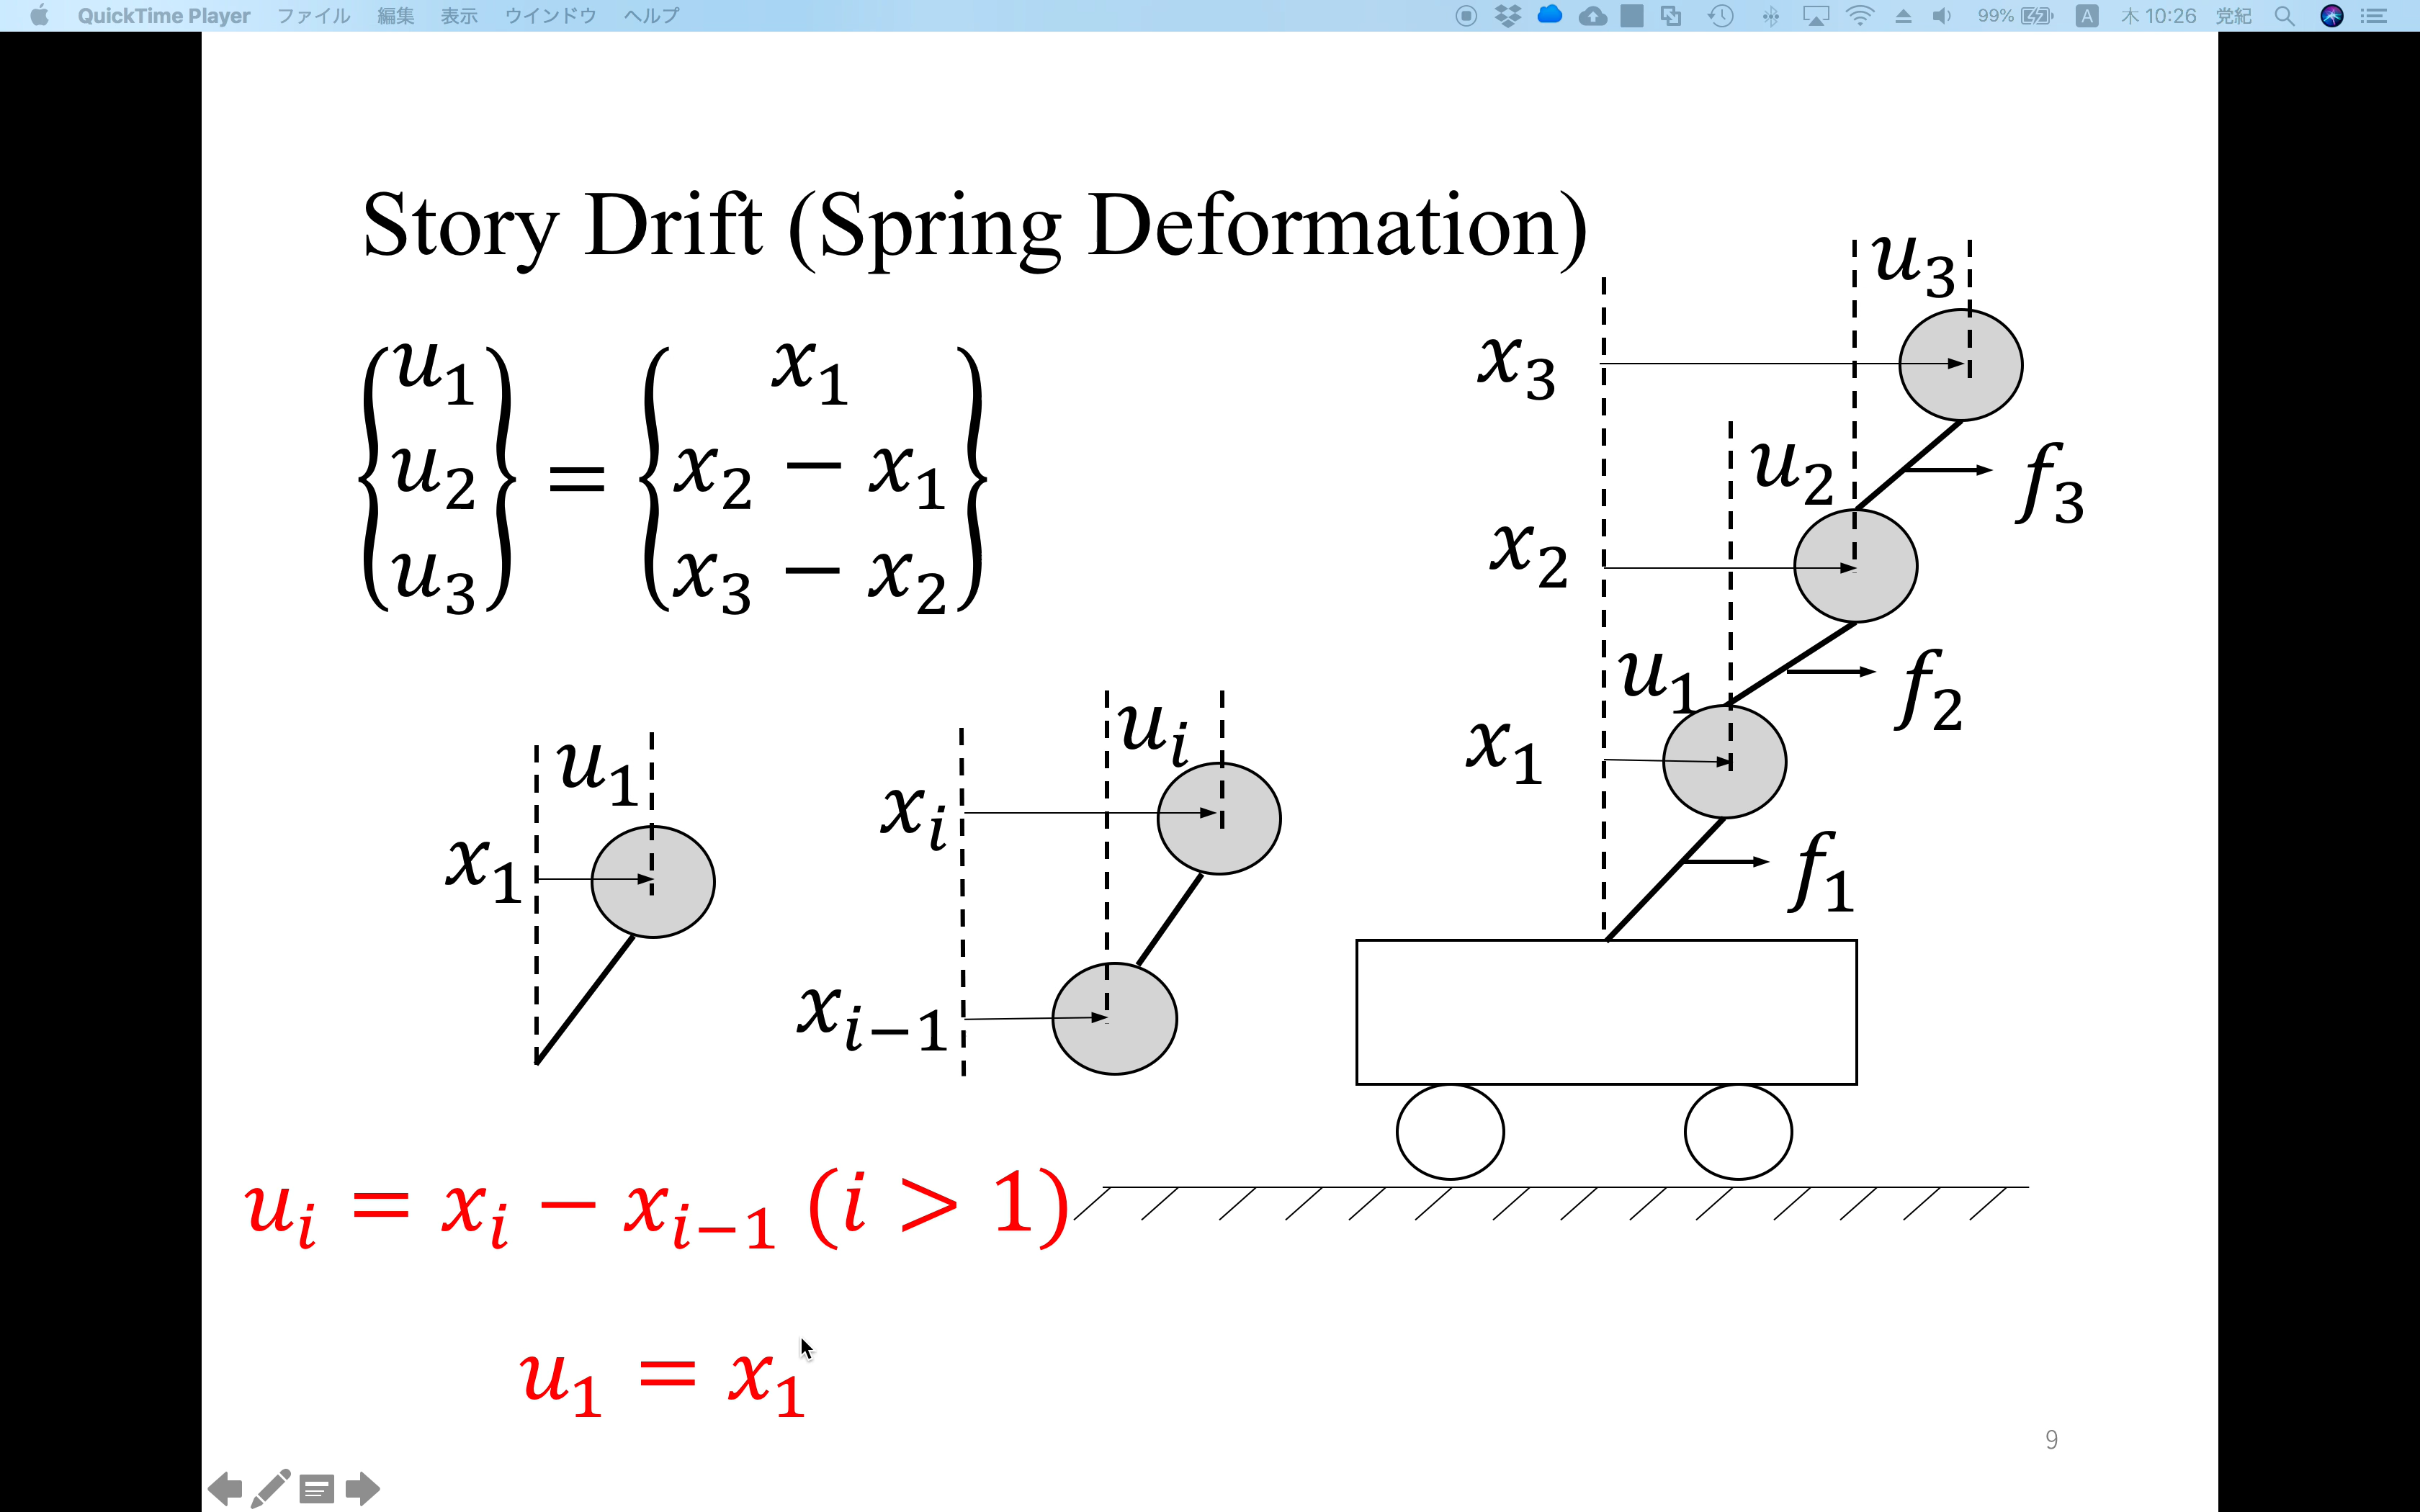 QuickTime Player ファイル 編集 表示 ウインドウ ヘルプ 99% A 木 10:26 党紀
Story Drift (Spring Deformation)
{u₁ u₂ u₃} = {x₁ x₂ − x₁ x₃ − x₂}
u₃
x₃
f₃
u₂
x₂
f₂
u₁
x₁
f₁
u₁
x₁
uᵢ
xᵢ
xᵢ₋₁
uᵢ = xᵢ − xᵢ₋₁ (i > 1)
u₁ = x₁
9